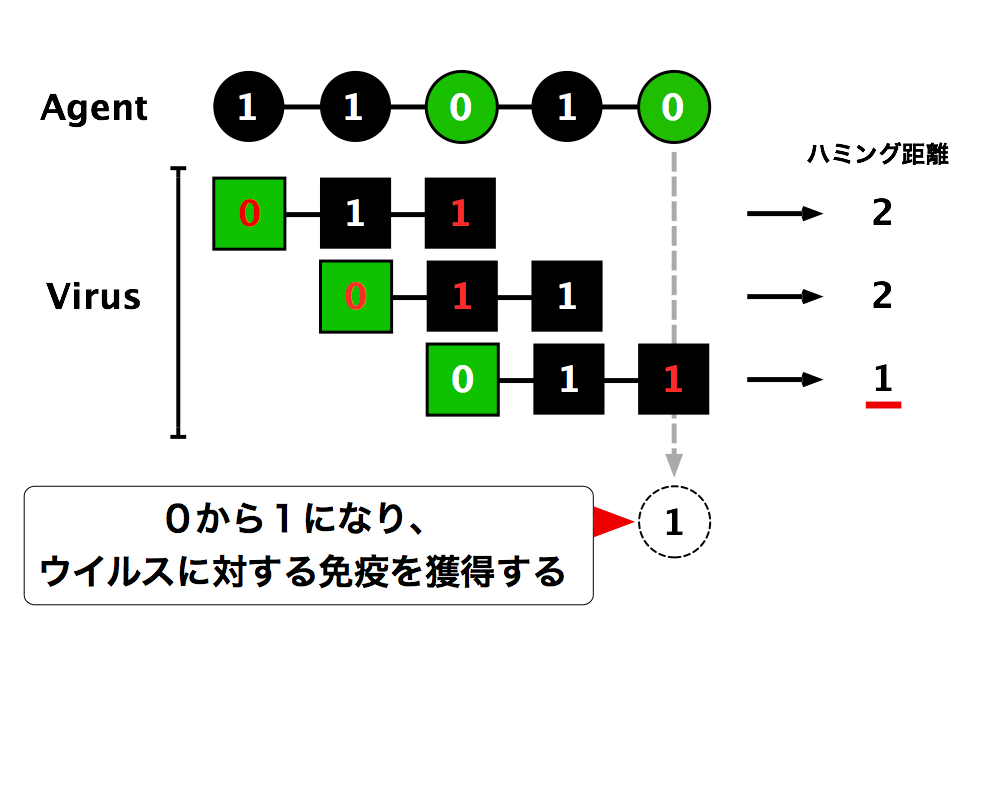 Agent 1 1 0 1 0
ハミング距離
0 1 1 2
Virus 0 1 1 2
0 1 1 1
０から１になり、 1
ウイルスに対する免疫を獲得する